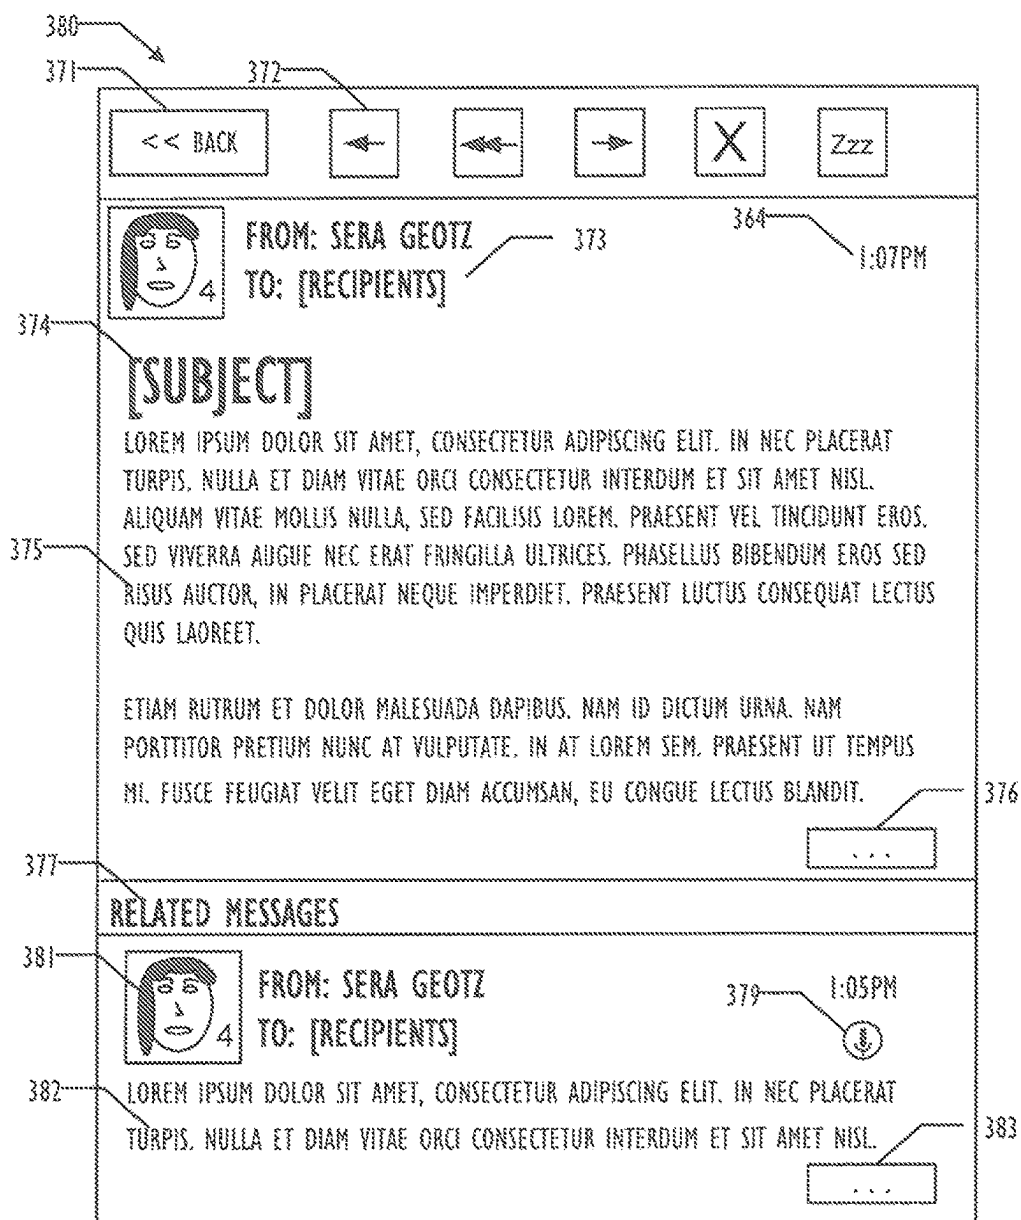 380
371
372
<< BACK
X
Zzz
FROM: SERA GEOTZ
373
364
1:07PM
TO: [RECIPIENTS]
4
374
[SUBJECT]
LOREM IPSUM DOLOR SIT AMET, CONSECTETUR ADIPISCING ELIT. IN NEC PLACERAT
TURPIS. NULLA ET DIAM VITAE ORCI CONSECTETUR INTERDUM ET SIT AMET NISL.
ALIQUAM VITAE MOLLIS NULLA, SED FACILISIS LOREM. PRAESENT VEL TINCIDUNT EROS.
375
SED VIVERRA AUGUE NEC ERAT FRINGILLA ULTRICES. PHASELLUS BIBENDUM EROS SED
RISUS AUCTOR, IN PLACERAT NEQUE IMPERDIET. PRAESENT LUCTUS CONSEQUAT LECTUS
QUIS LAOREET.
ETIAM RUTRUM ET DOLOR MALESUADA DAPIBUS. NAM ID DICTUM URNA. NAM
PORTTITOR PRETIUM NUNC AT VULPUTATE. IN AT LOREM SEM. PRAESENT UT TEMPUS
MI. FUSCE FEUGIAT VELIT EGET DIAM ACCUMSAN, EU CONGUE LECTUS BLANDIT.
376
...
377
RELATED MESSAGES
381
FROM: SERA GEOTZ
379
1:05PM
TO: [RECIPIENTS]
4
382
LOREM IPSUM DOLOR SIT AMET, CONSECTETUR ADIPISCING ELIT. IN NEC PLACERAT
TURPIS. NULLA ET DIAM VITAE ORCI CONSECTETUR INTERDUM ET SIT AMET NISL.
383
...